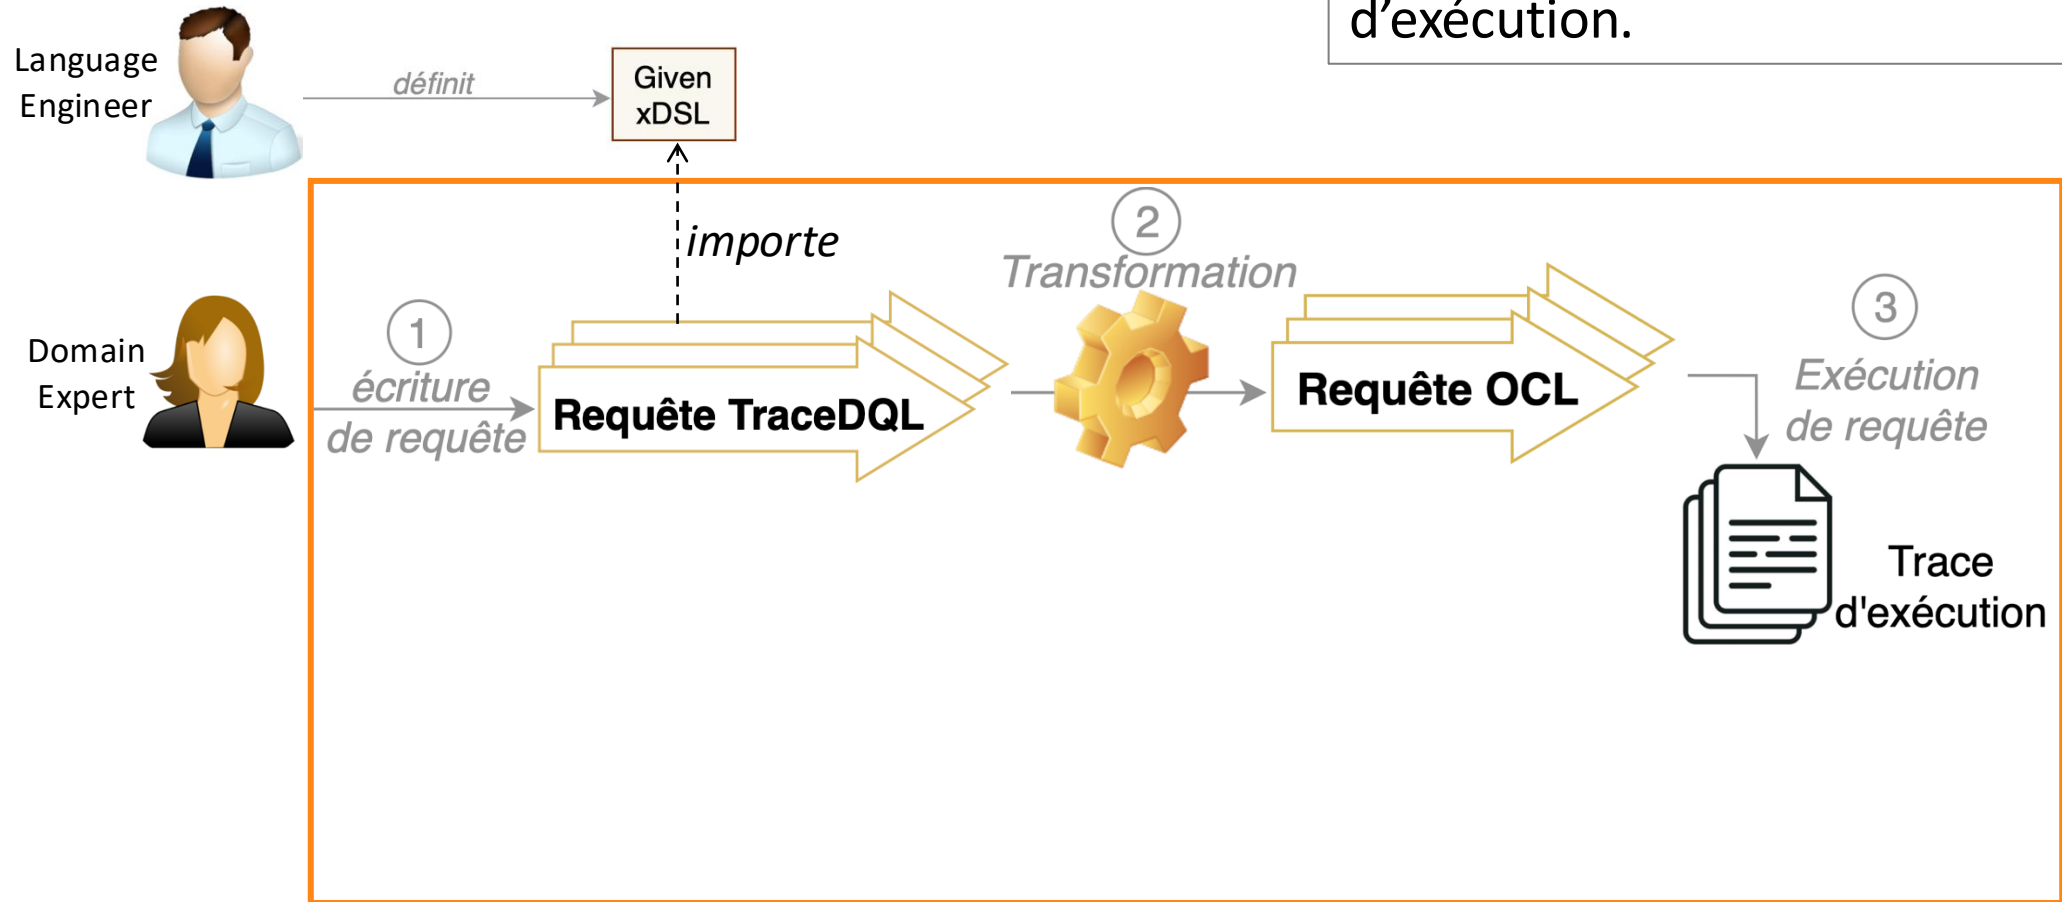 d’exécution.
Language
Engineer
définit
Given
xDSL
importe
2
Transformation
Domain
Expert
1
écriture
de requête
Requête TraceDQL
Requête OCL
3
Exécution
de requête
Trace
d'exécution